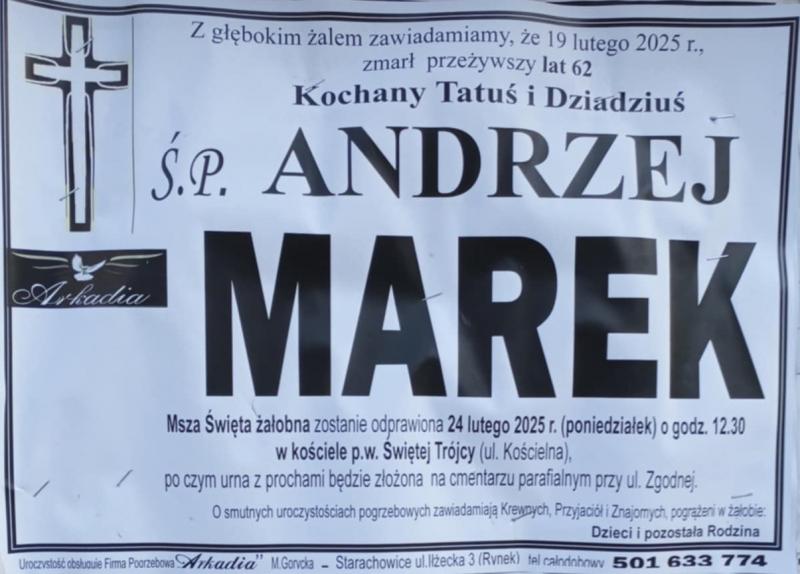 Z głębokim żalem zawiadamiamy, że 19 lutego 2025 r.,
zmarł przeżywszy lat 62
Kochany Tatuś i Dziadziuś
Ś.P. ANDRZEJ
MAREK
Arkadia
Msza Święta żałobna zostanie odprawiona 24 lutego 2025 r. (poniedziałek) o godz. 12.30
w kościele p.w. Świętej Trójcy (ul. Kościelna),
po czym urna z prochami będzie złożona na cmentarzu parafialnym przy ul. Zgodnej.
O smutnych uroczystościach pogrzebowych zawiadamiają Krewnych, Przyjaciół i Znajomych, pogrążeni w żałobie:
Dzieci i pozostała Rodzina
Uroczystość obsługuje Firma Pogrzebowa "Arkadia" M.Gorycka – Starachowice ul.Iłżecka 3 (Rynek) tel.całodobowy 501 633 774